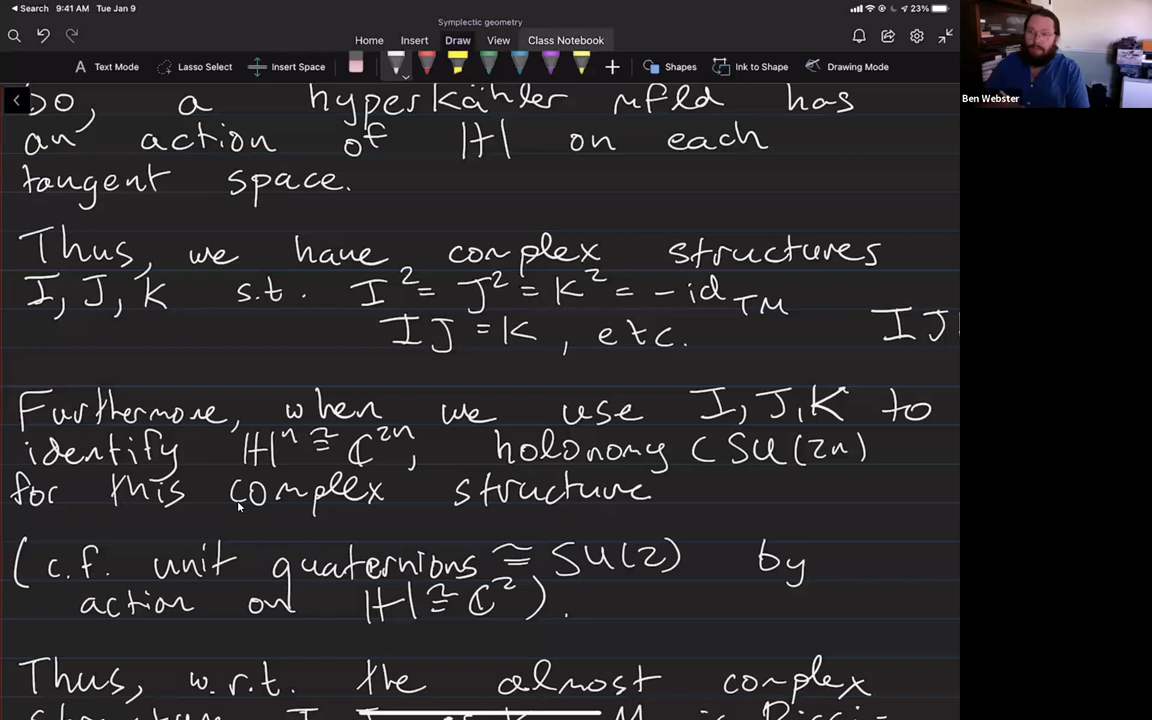 Search 9:41 AM Tue Jan 9
Symplectic geometry
23%
Home Insert Draw View Class Notebook
Text Mode Lasso Select Insert Space Shapes Ink to Shape Drawing Mode
Ben Webster
So, a hyperkähler mfld has
an action of ℍ on each
tangent space.
Thus, we have complex structures
I, J, K s.t. I² = J² = K² = -id_TM
IJ = K, etc. IJ
Furthermore, when we use I, J, K to
identify ℍⁿ ≅ ℂ²ⁿ, holonomy ⊂ SU(2n)
for this complex structure
(c.f. unit quaternions ≅ SU(2) by
action on ℍ ≅ ℂ²).
Thus, w.r.t. the almost complex